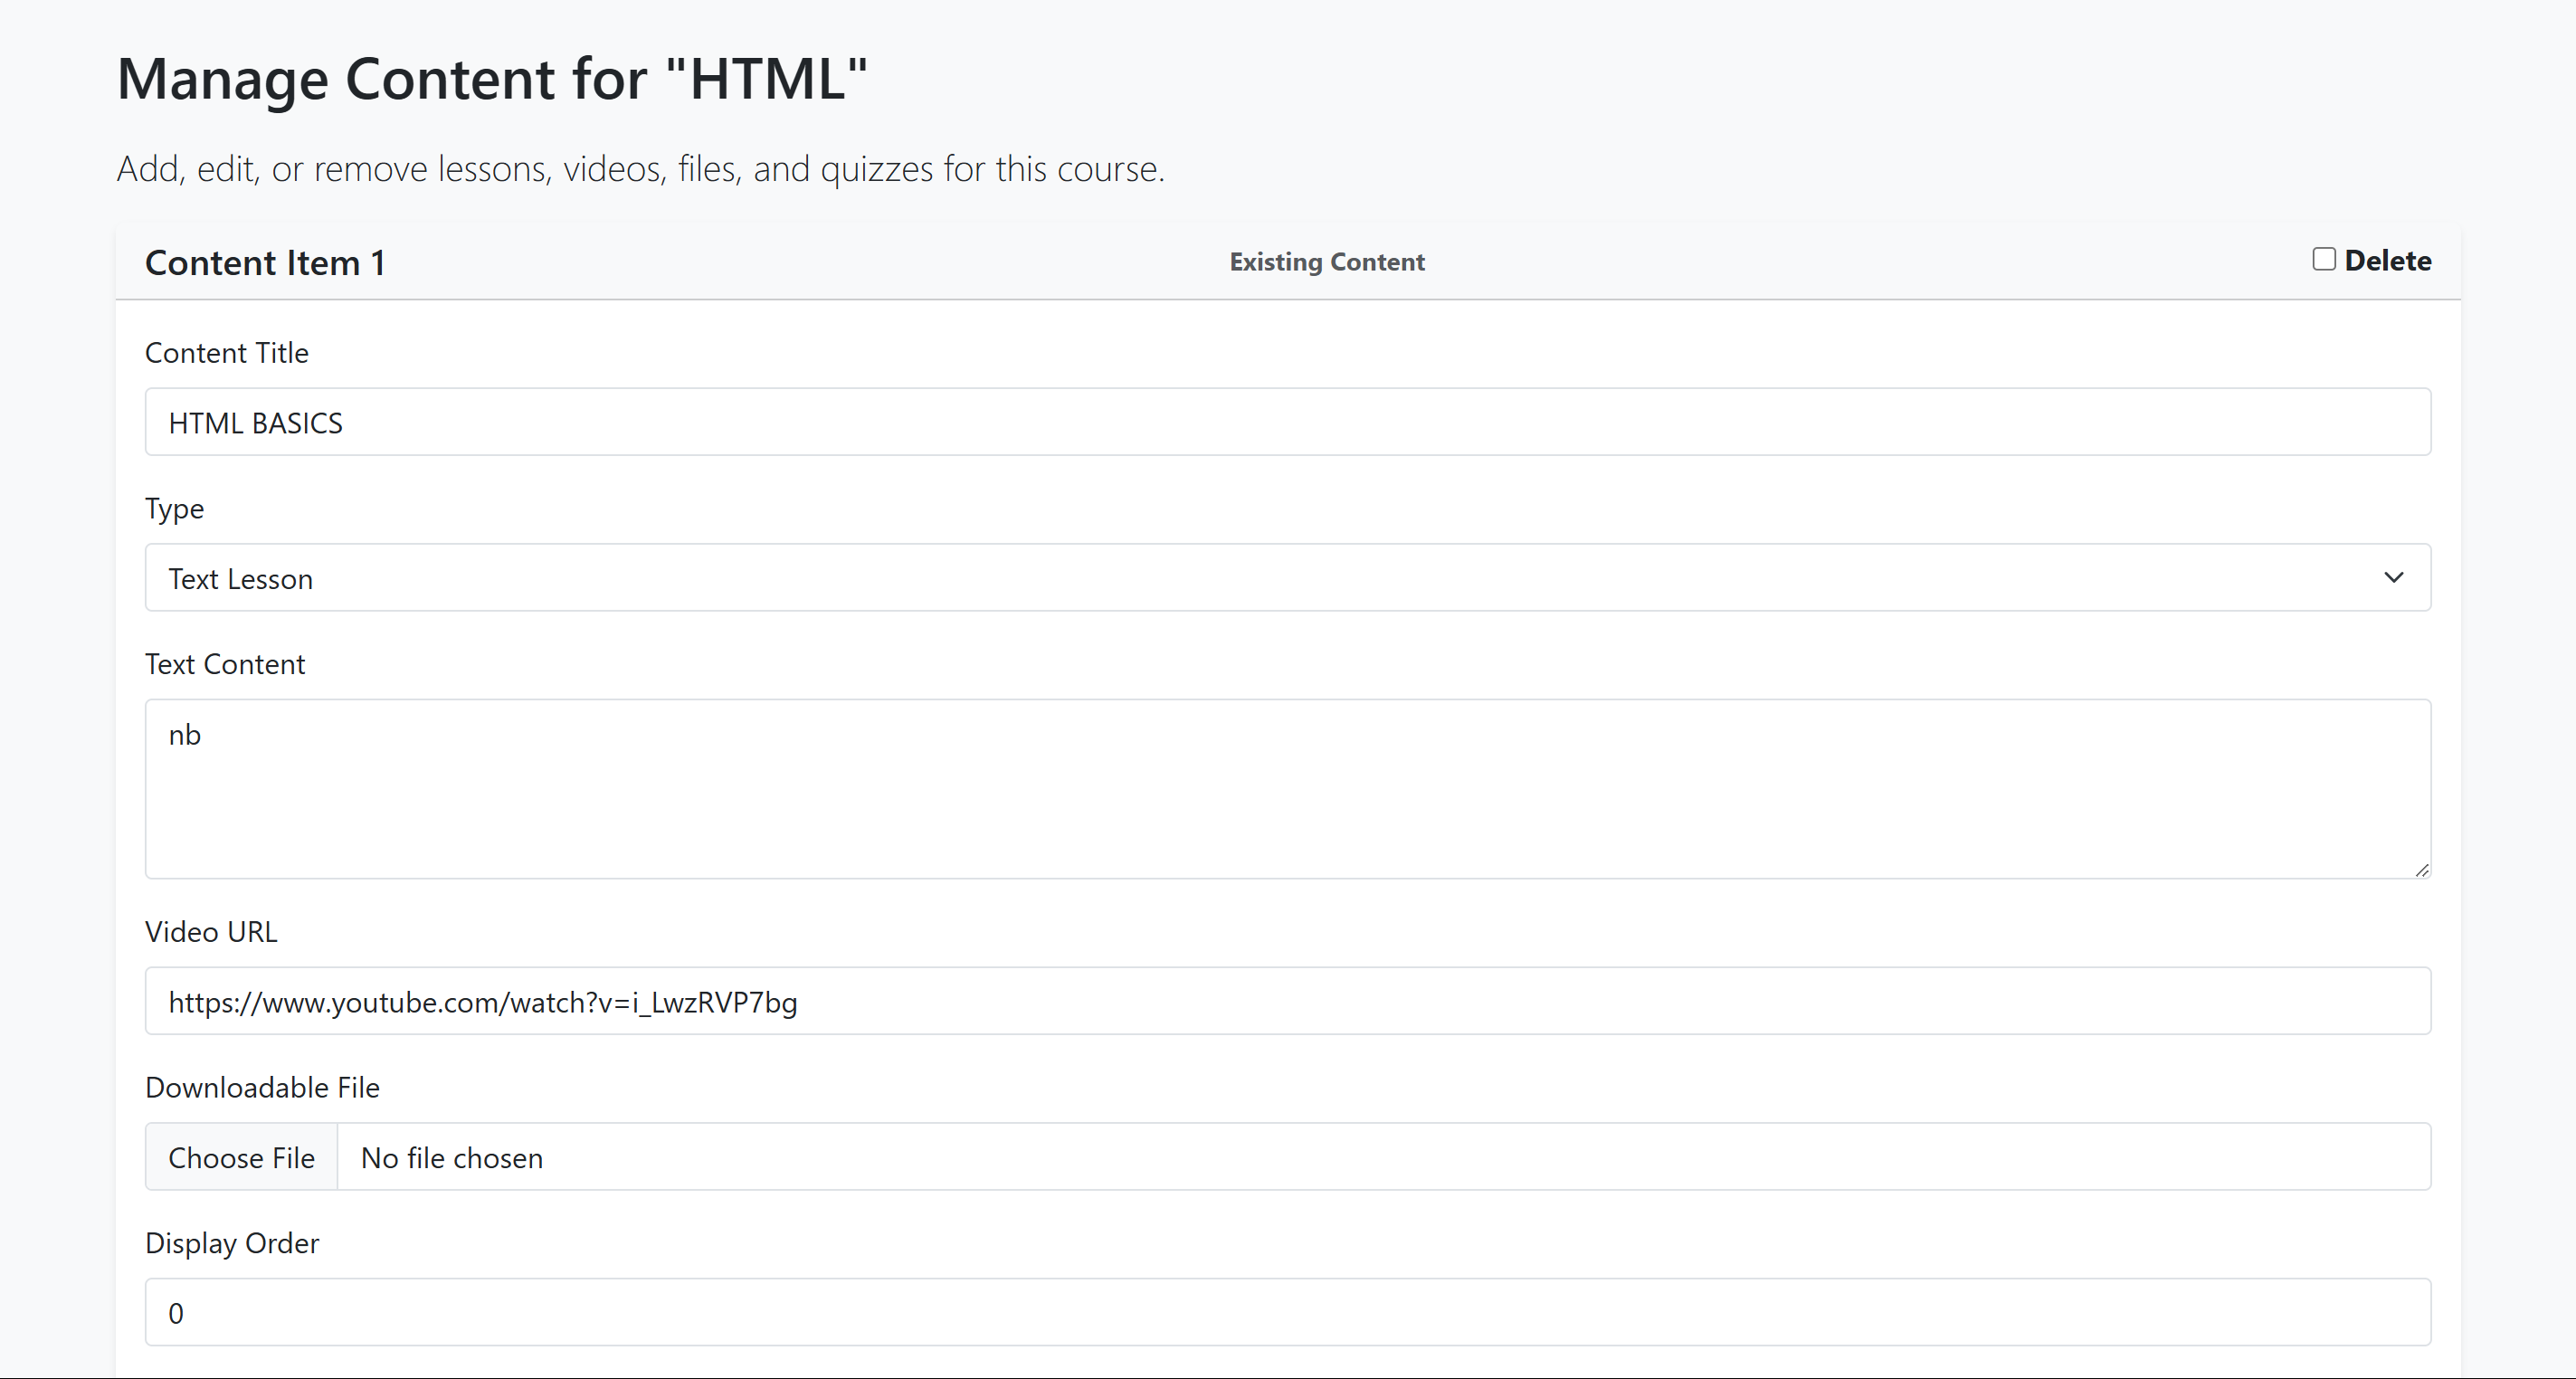 Manage Content for "HTML"
Add, edit, or remove lessons, videos, files, and quizzes for this course.
Content Item 1 Existing Content Delete
Content Title
HTML BASICS
Type
Text Lesson
Text Content
nb
Video URL
https://www.youtube.com/watch?v=i_LwzRVP7bg
Downloadable File
Choose File No file chosen
Display Order
0